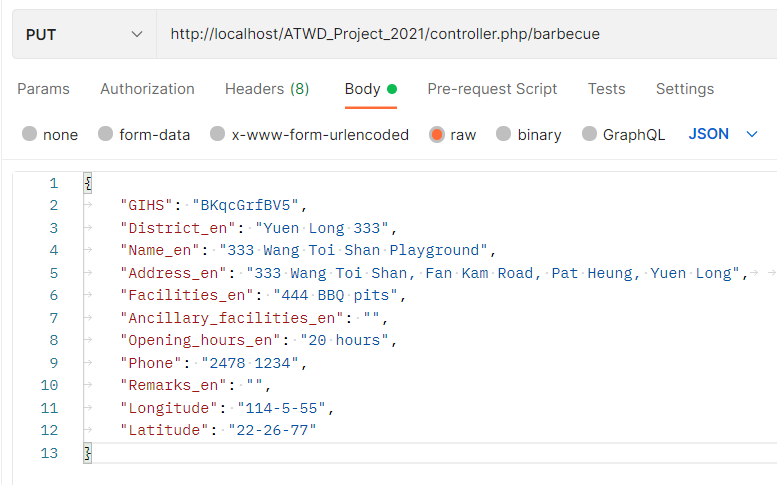 PUT http://localhost/ATWD_Project_2021/controller.php/barbecue
Params Authorization Headers (8) Body Pre-request Script Tests Settings
none form-data x-www-form-urlencoded raw binary GraphQL JSON
1 {
2 "GIHS": "BKqcGrfBV5",
3 "District_en": "Yuen Long 333",
4 "Name_en": "333 Wang Toi Shan Playground",
5 "Address_en": "333 Wang Toi Shan, Fan Kam Road, Pat Heung, Yuen Long",
6 "Facilities_en": "444 BBQ pits",
7 "Ancillary_facilities_en": "",
8 "Opening_hours_en": "20 hours",
9 "Phone": "2478 1234",
10 "Remarks_en": "",
11 "Longitude": "114-5-55",
12 "Latitude": "22-26-77"
13 }